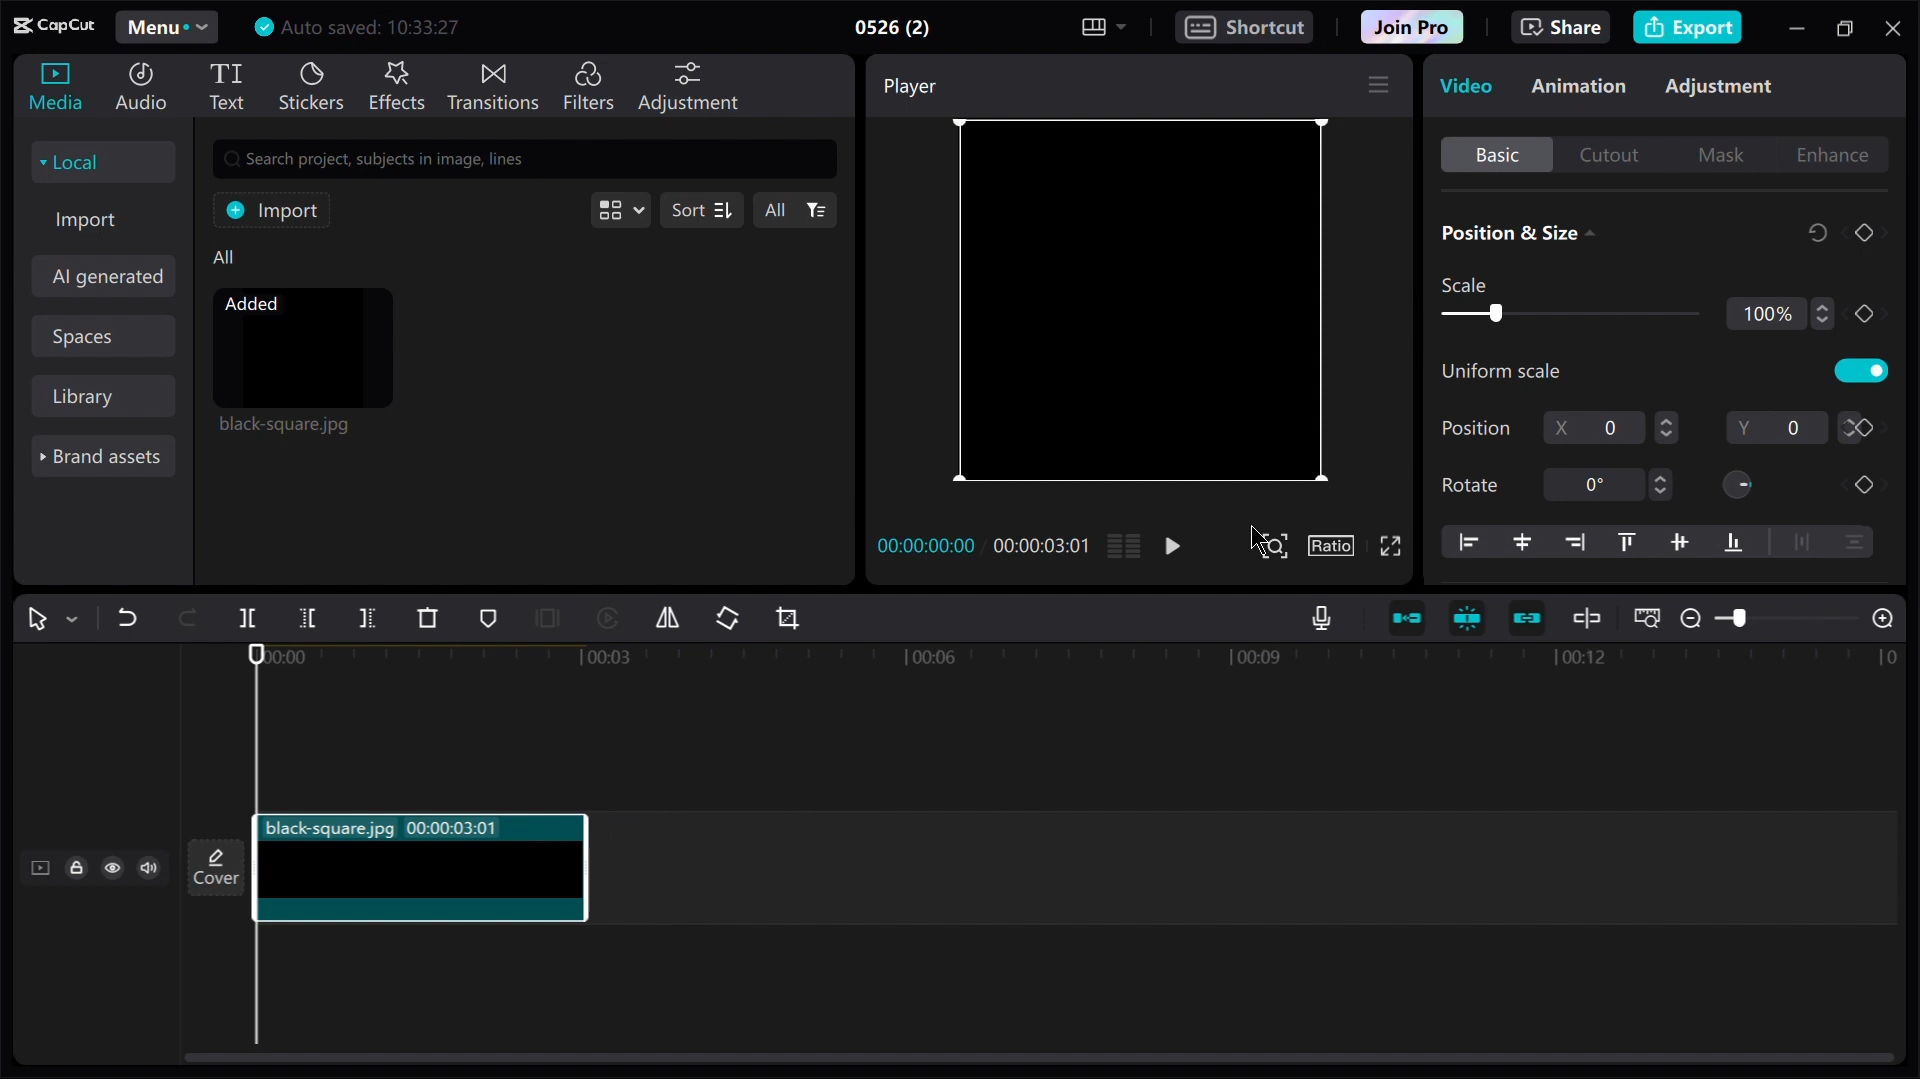 CapCut Menu Auto saved: 10:33:27 0526 (2) Shortcut Join Pro Share Export
Media Audio Text Stickers Effects Transitions Filters Adjustment
Local
Import
AI generated
Spaces
Library
Brand assets
Search project, subjects in image, lines
Import Sort All
All
Added
black-square.jpg
Player
00:00:00:00 / 00:00:03:01 Ratio
Video Animation Adjustment
Basic Cutout Mask Enhance
Position & Size
Scale
100%
Uniform scale
Position X 0 Y 0
Rotate 0°
00:00 00:03 00:06 00:09 00:12 0
black-square.jpg 00:00:03:01
Cover